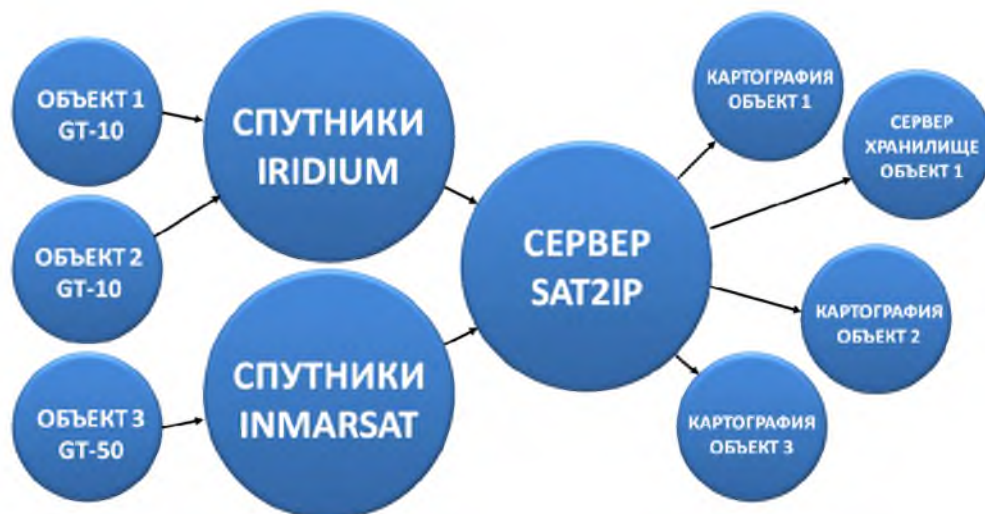 ОБЪЕКТ 1
GT-10
ОБЪЕКТ 2
GT-10
ОБЪЕКТ 3
GT-50
СПУТНИКИ
IRIDIUM
СПУТНИКИ
INMARSAT
СЕРВЕР
SAT2IP
КАРТОГРАФИЯ
ОБЪЕКТ 1
СЕРВЕР
ХРАНИЛИЩЕ
ОБЪЕКТ 1
КАРТОГРАФИЯ
ОБЪЕКТ 2
КАРТОГРАФИЯ
ОБЪЕКТ 3